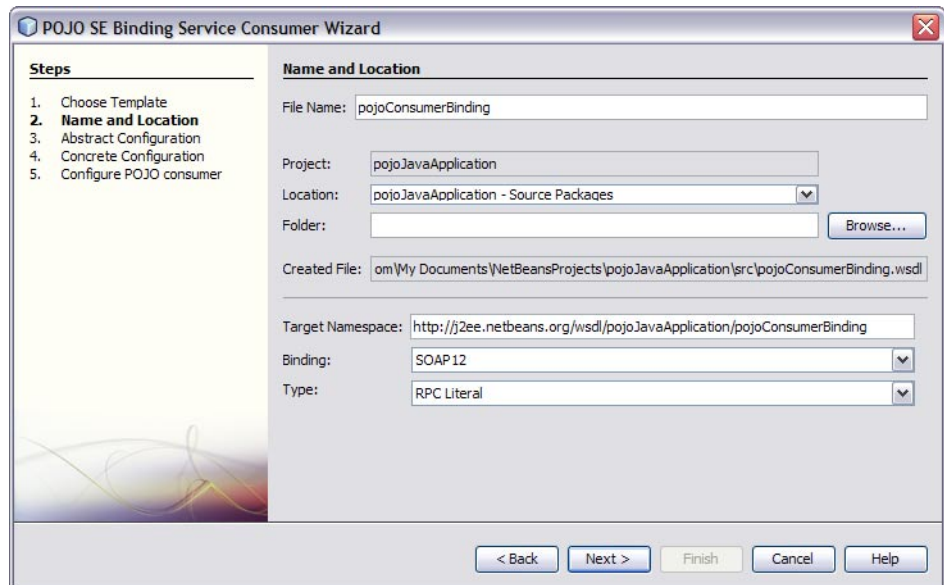 POJO SE Binding Service Consumer Wizard
Steps
1. Choose Template
2. Name and Location
3. Abstract Configuration
4. Concrete Configuration
5. Configure POJO consumer
Name and Location
File Name: pojoConsumerBinding
Project: pojoJavaApplication
Location: pojoJavaApplication - Source Packages
Folder: Browse...
Created File: om\My Documents\NetBeansProjects\pojoJavaApplication\src\pojoConsumerBinding.wsdl
Target Namespace: http://j2ee.netbeans.org/wsdl/pojoJavaApplication/pojoConsumerBinding
Binding: SOAP12
Type: RPC Literal
< Back Next > Finish Cancel Help